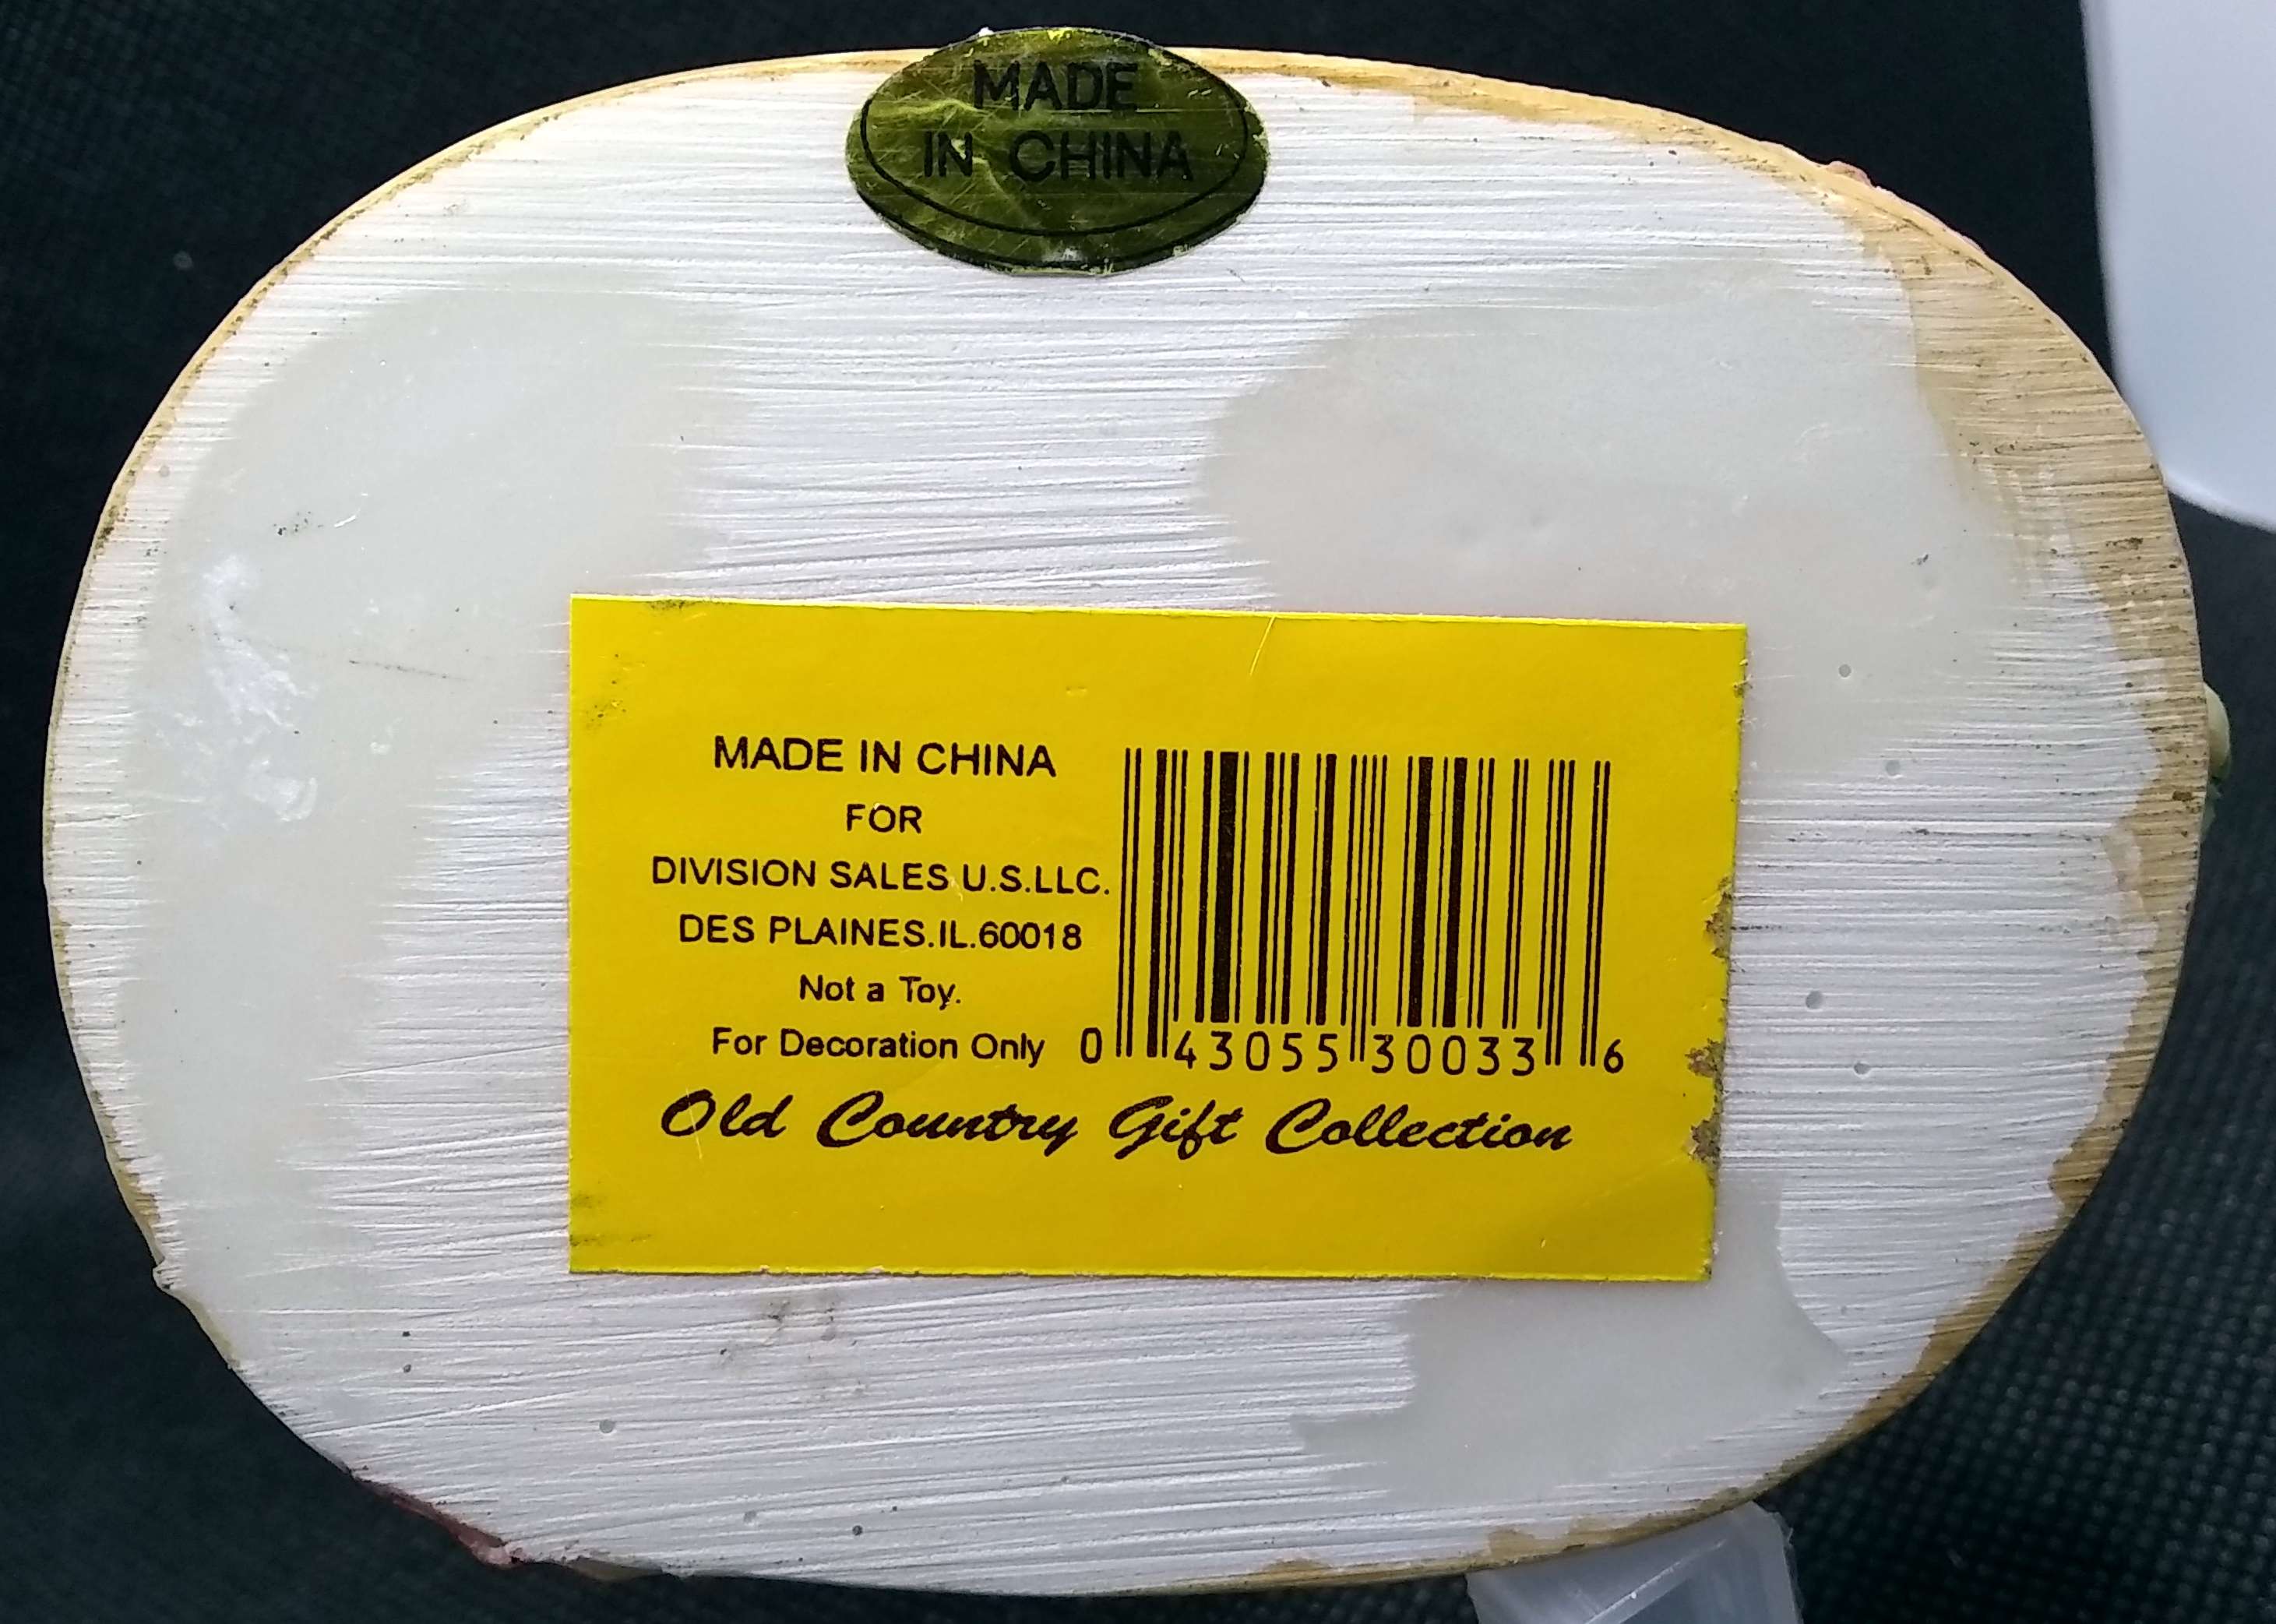 MADE
IN CHINA
MADE IN CHINA
FOR
DIVISION SALES U.S.LLC.
DES PLAINES.IL.60018
Not a Toy.
For Decoration Only
0 43055 30033 6
Old Country Gift Collection